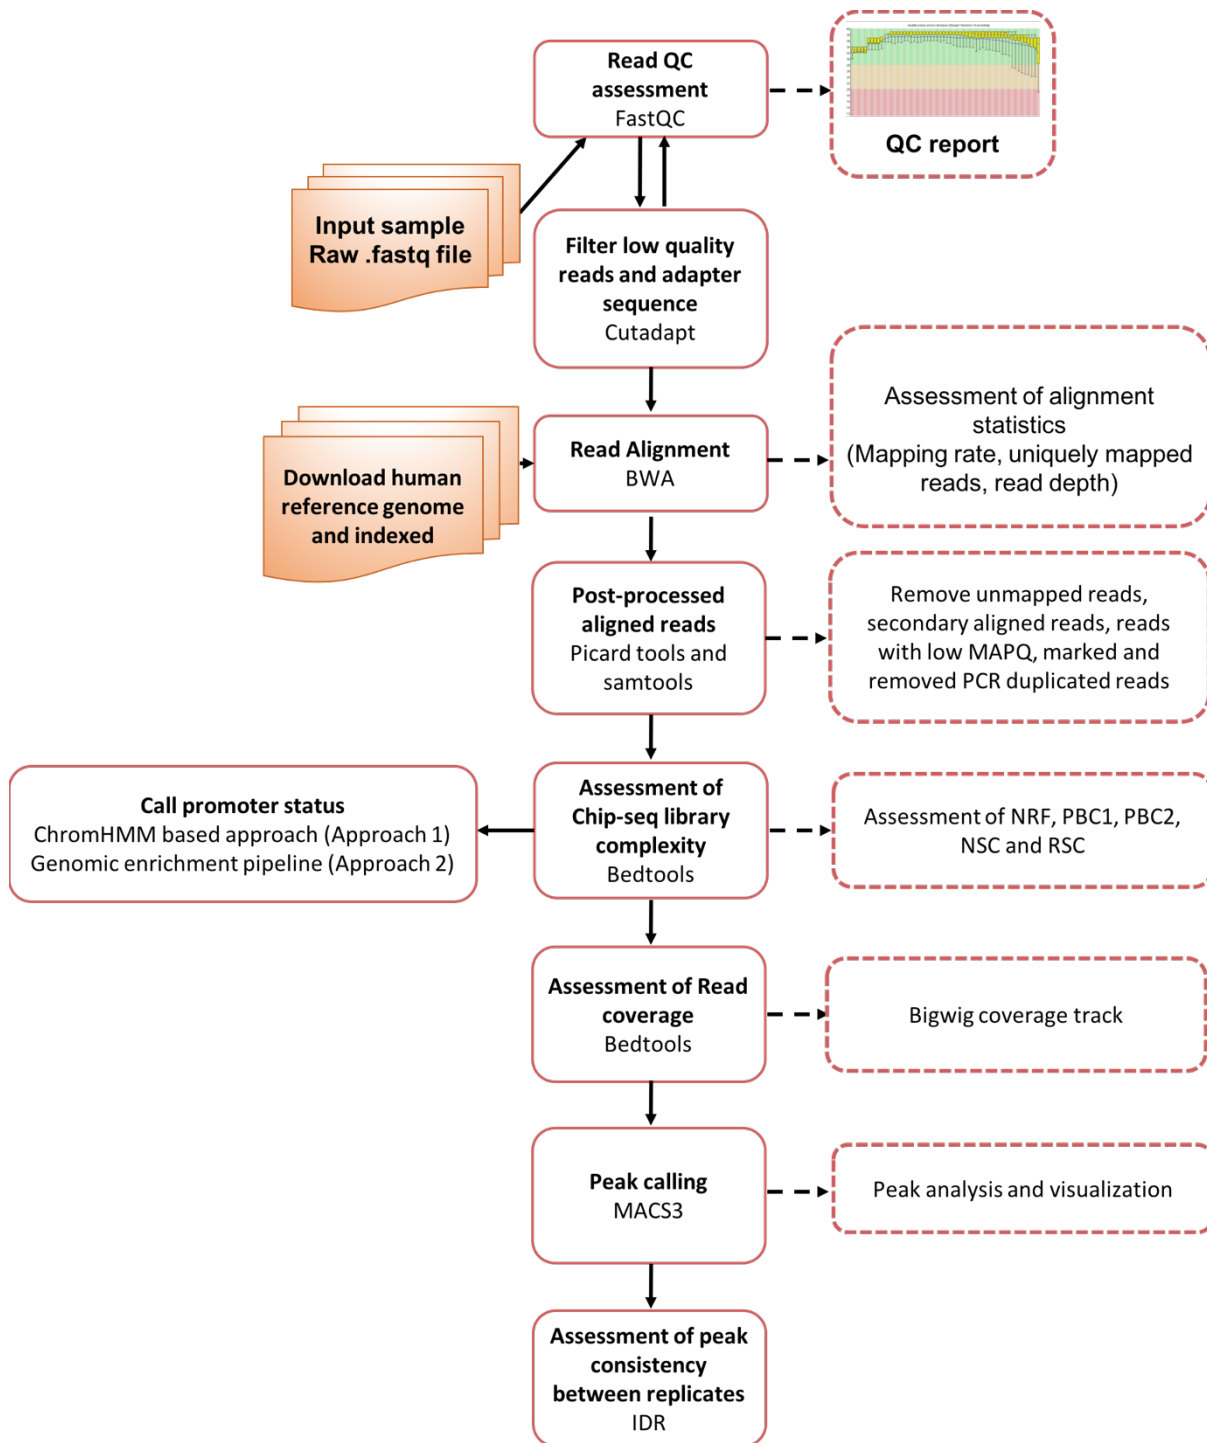 Read QC
assessment
FastQC
QC report
Input sample
Raw .fastq file
Filter low quality
reads and adapter
sequence
Cutadapt
Download human
reference genome
and indexed
Read Alignment
BWA
Assessment of alignment
statistics
(Mapping rate, uniquely mapped
reads, read depth)
Post-processed
aligned reads
Picard tools and
samtools
Remove unmapped reads,
secondary aligned reads, reads
with low MAPQ, marked and
removed PCR duplicated reads
Call promoter status
ChromHMM based approach (Approach 1)
Genomic enrichment pipeline (Approach 2)
Assessment of
Chip-seq library
complexity
Bedtools
Assessment of NRF, PBC1, PBC2,
NSC and RSC
Assessment of Read
coverage
Bedtools
Bigwig coverage track
Peak calling
MACS3
Peak analysis and visualization
Assessment of peak
consistency
between replicates
IDR